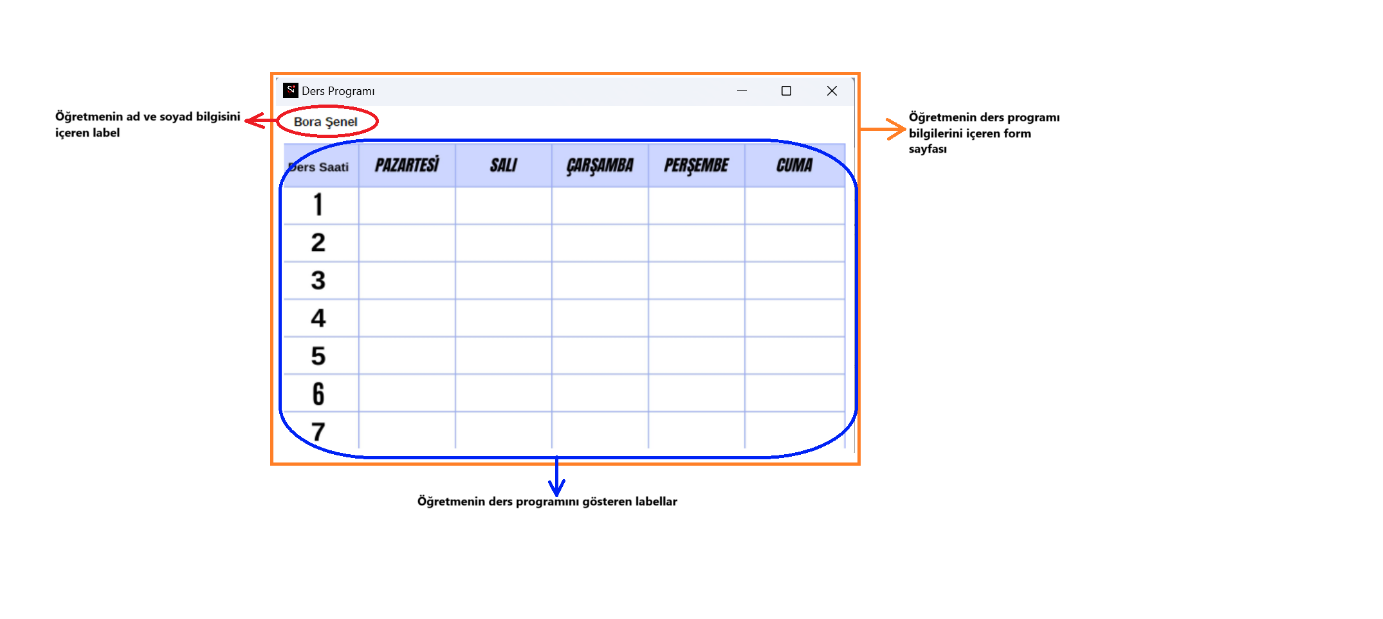 Ders Programı
Öğretmenin ad ve soyad bilgisini
içeren label
Bora Şenel
Öğretmenin ders programı
bilgilerini içeren form
sayfası
Ders Saati PAZARTESİ SALI ÇARŞAMBA PERŞEMBE CUMA
1
2
3
4
5
6
7
Öğretmenin ders programını gösteren labellar